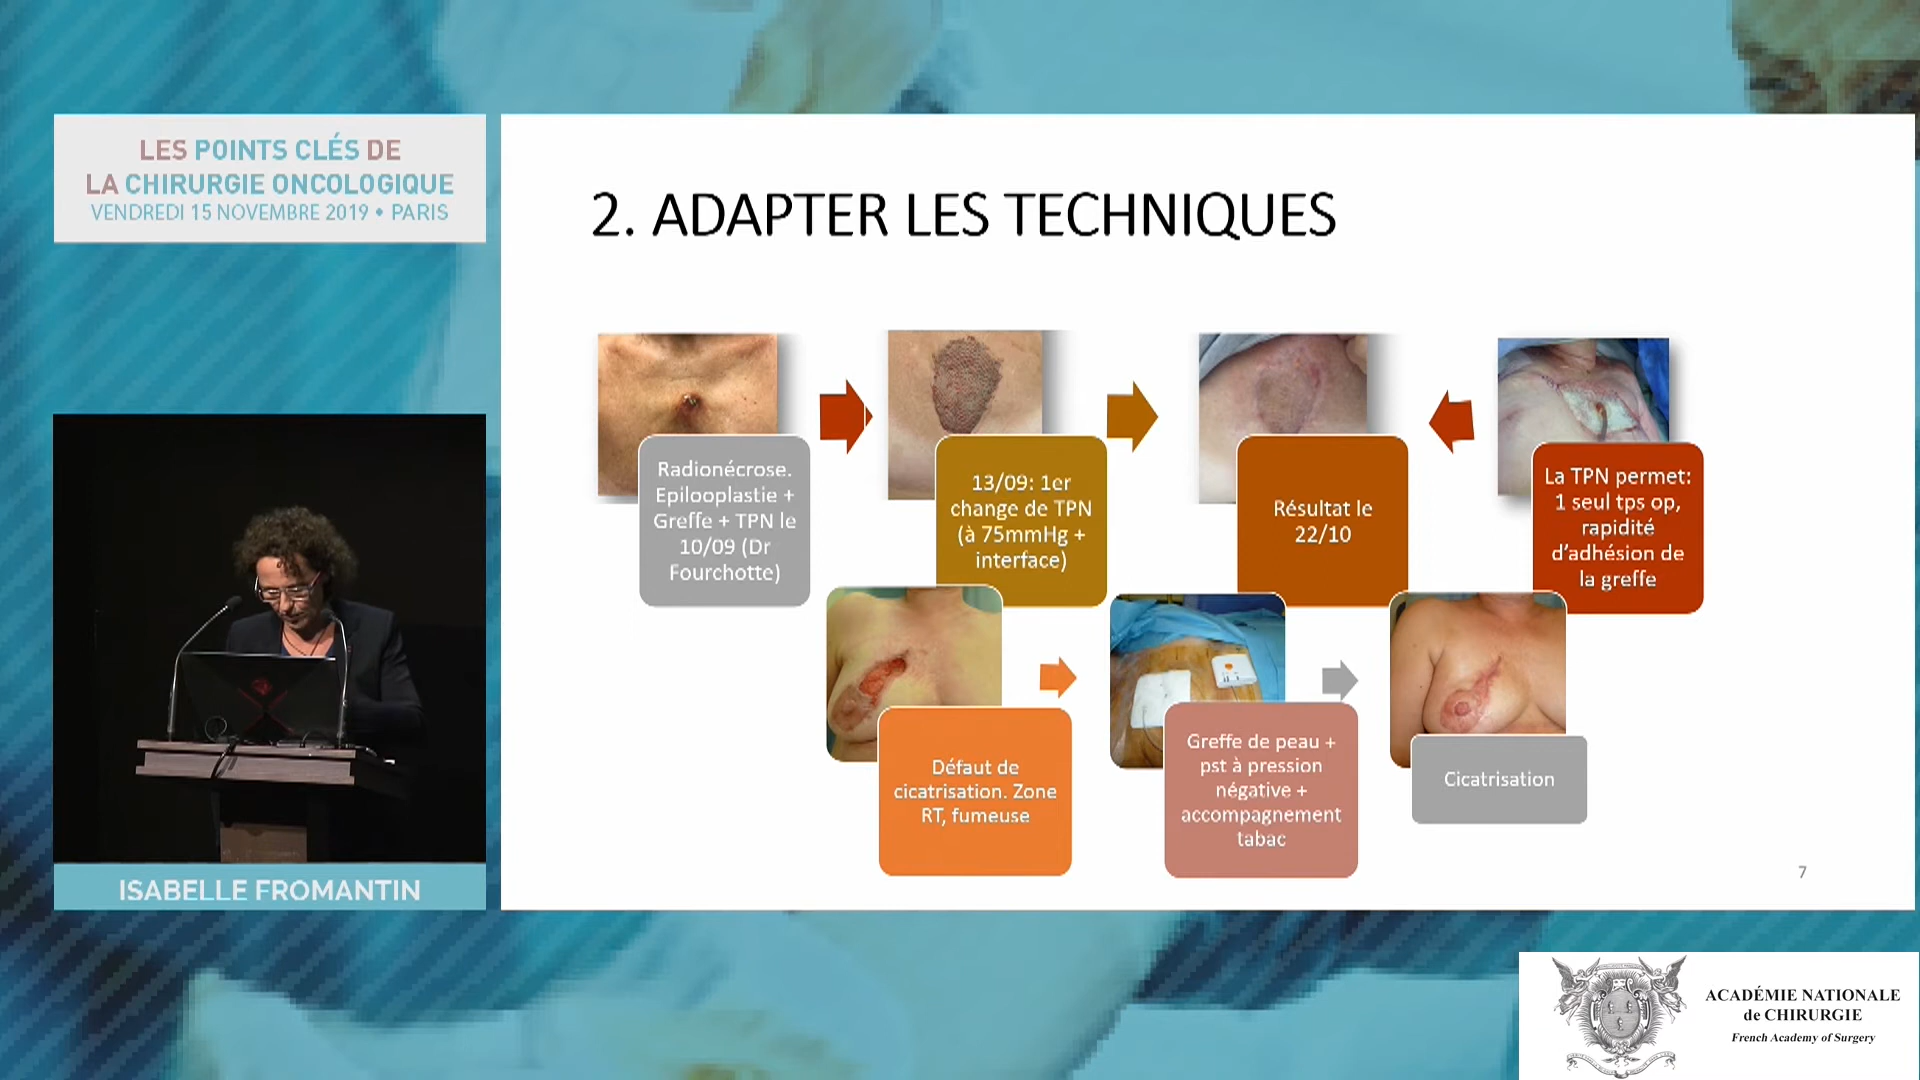 LES POINTS CLÉS DE
LA CHIRURGIE ONCOLOGIQUE
VENDREDI 15 NOVEMBRE 2019 • PARIS
2. ADAPTER LES TECHNIQUES
Radionécrose.
Epilooplastie +
Greffe + TPN le
10/09 (Dr
Fourchotte)
13/09: 1er
change de TPN
(à 75mmHg +
interface)
Résultat le
22/10
La TPN permet:
1 seul tps op,
rapidité
d'adhésion de
la greffe
Défaut de
cicatrisation. Zone
RT, fumeuse
Greffe de peau +
pst à pression
négative +
accompagnement
tabac
Cicatrisation
7
ISABELLE FROMANTIN
ACADÉMIE NATIONALE
de CHIRURGIE
French Academy of Surgery